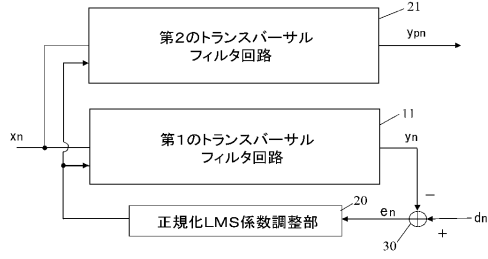 21
第2のトランスバーサル
フィルタ回路
ypn
11
xn
第1のトランスバーサル
フィルタ回路
yn
20
正規化LMS係数調整部
en
−
dn
+
30